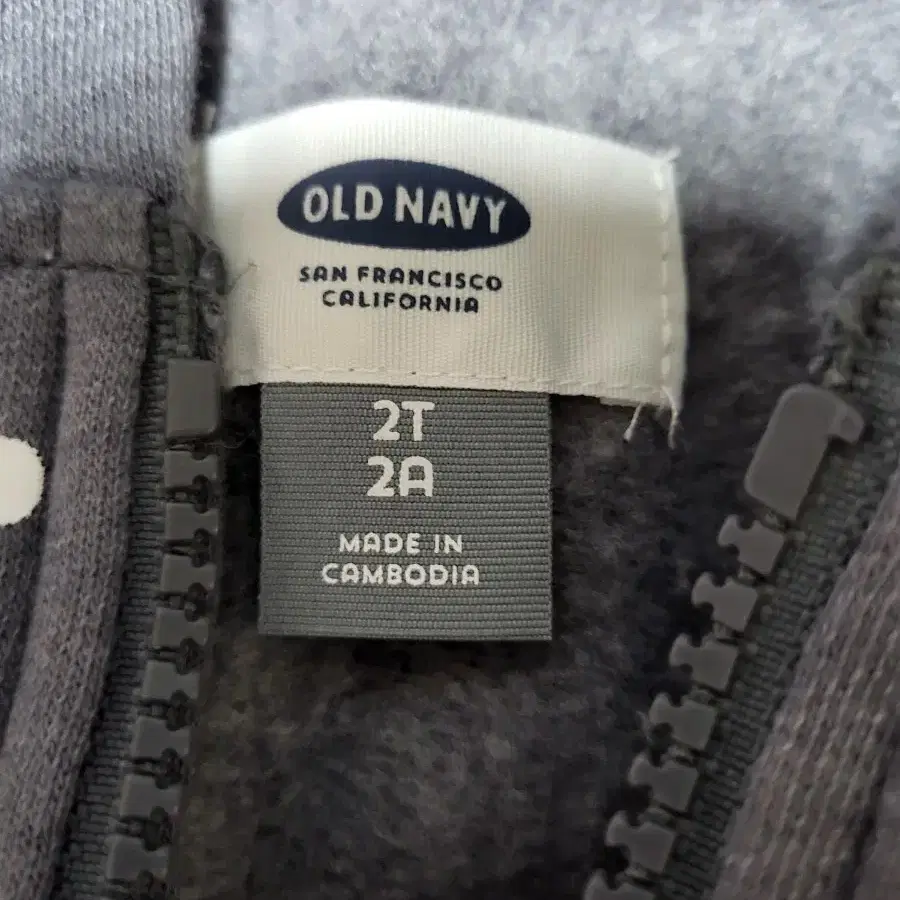 OLD NAVY
SAN FRANCISCO
CALIFORNIA
2T
2A
MADE IN
CAMBODIA